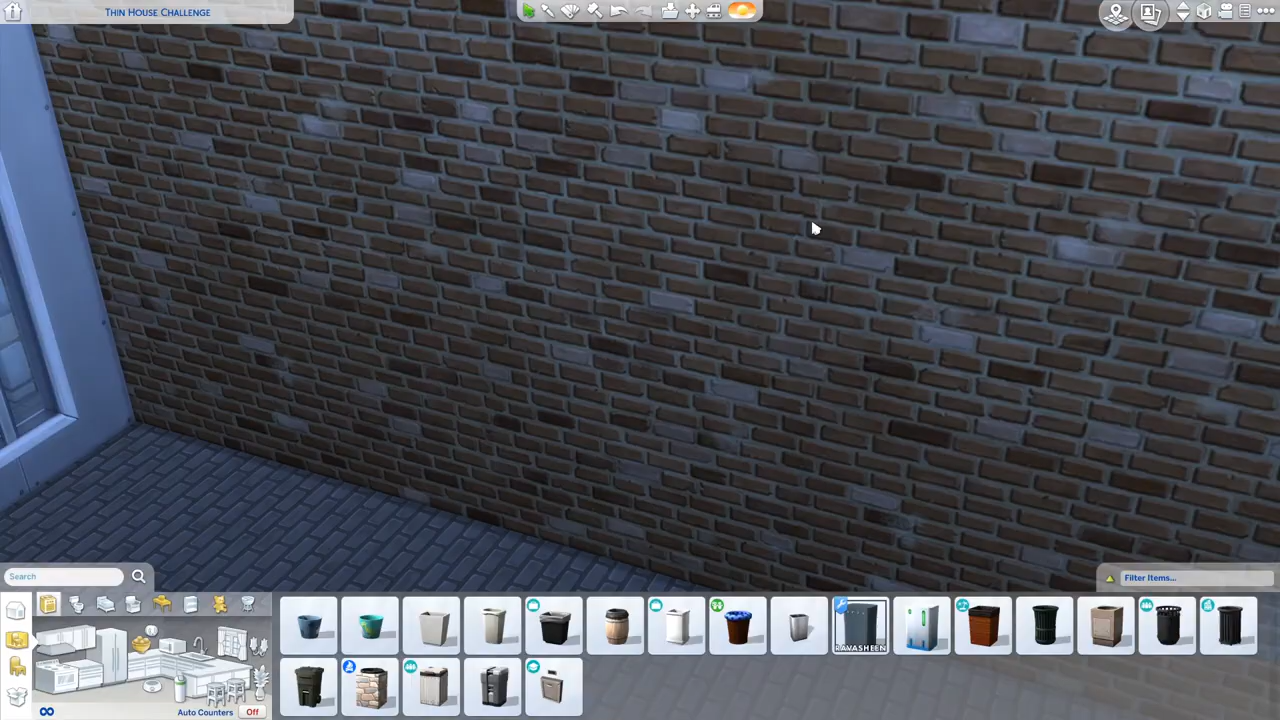 Thin House Challenge
Search
Filter Items...
RAVASHEEN
Auto Counters
Off